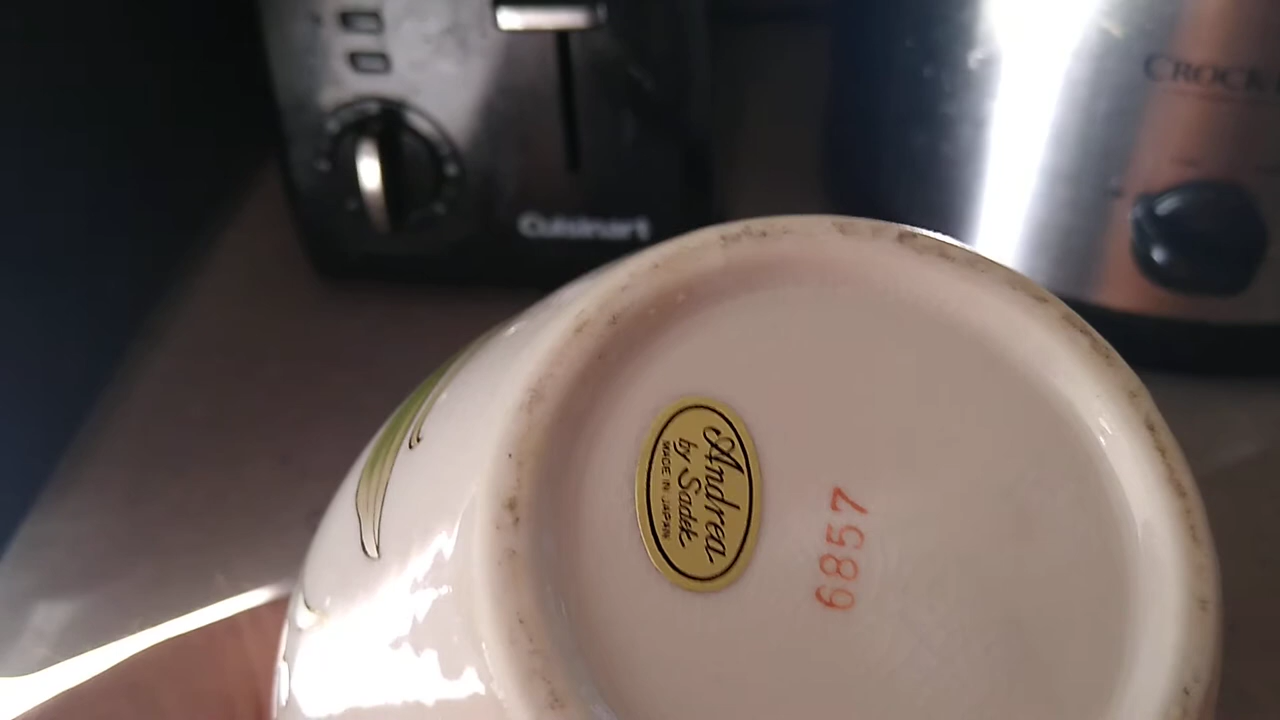 Cuisinart
CROCK
Andrea
by Sadek
MADE IN JAPAN
6857